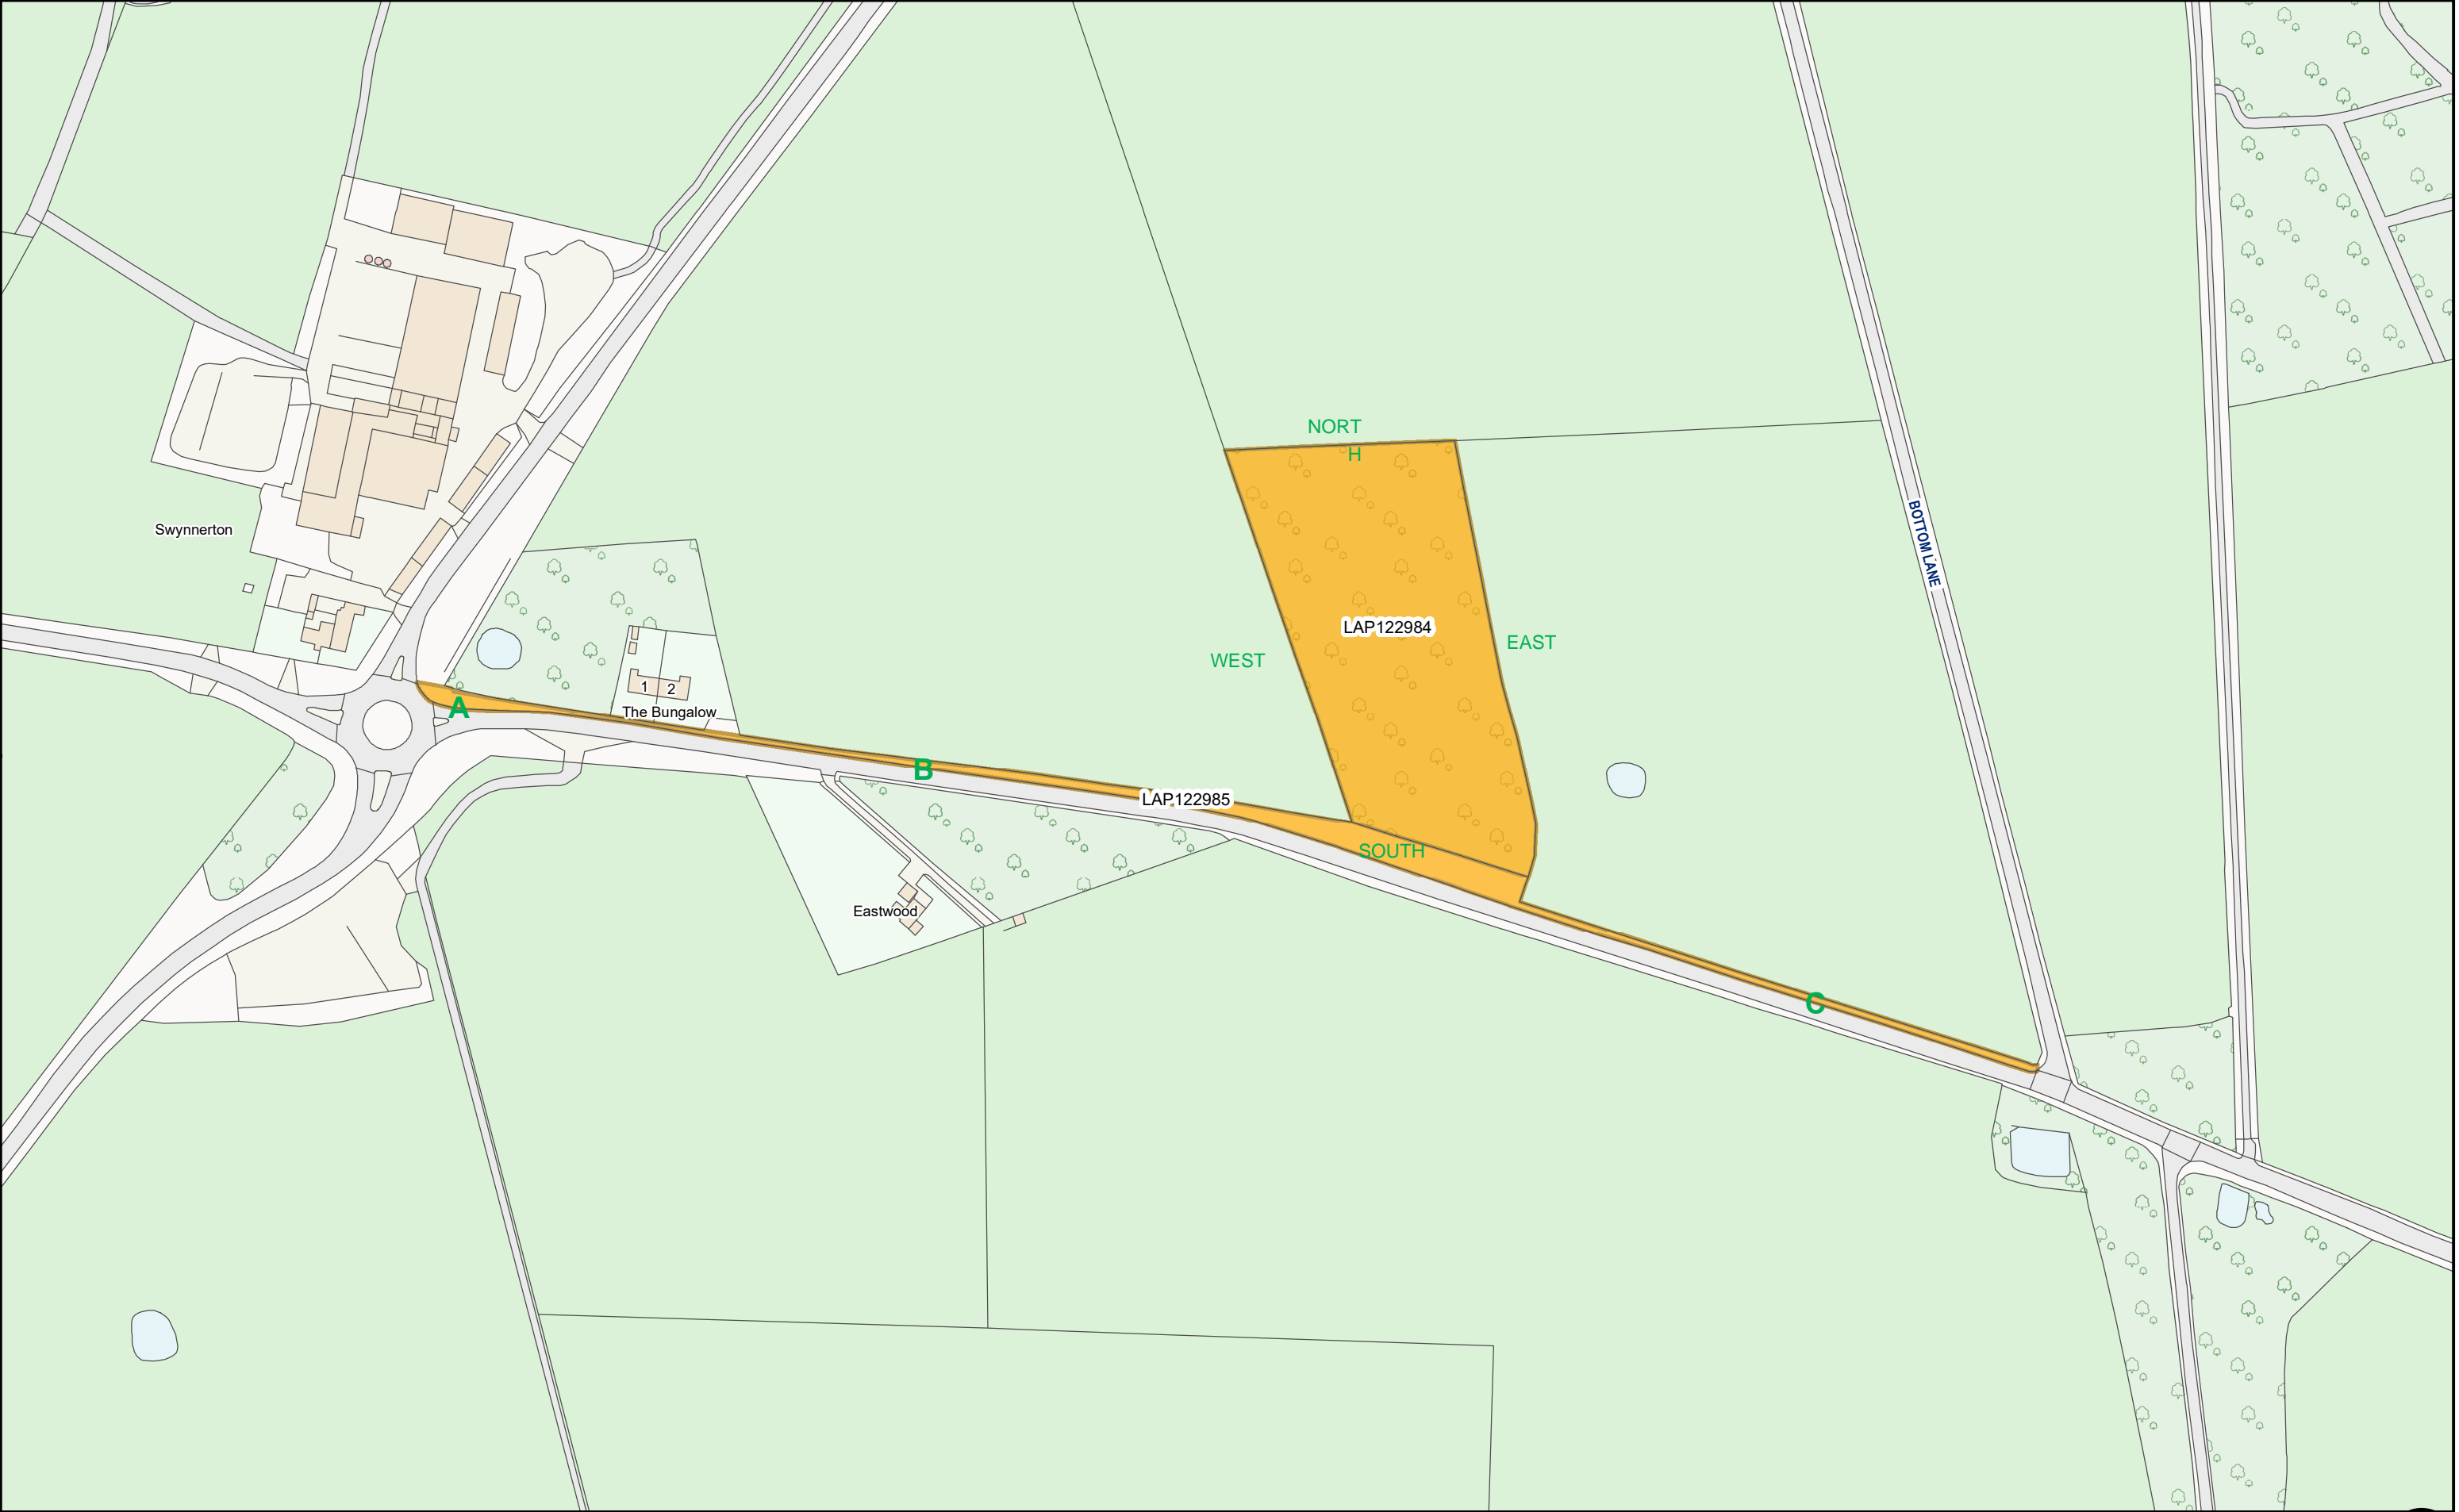 NORT
H
BOTTOM LANE
Swynnerton
LAP122984
EAST
WEST
1 2
A
The Bungalow
B
LAP122985
SOUTH
Eastwood
C